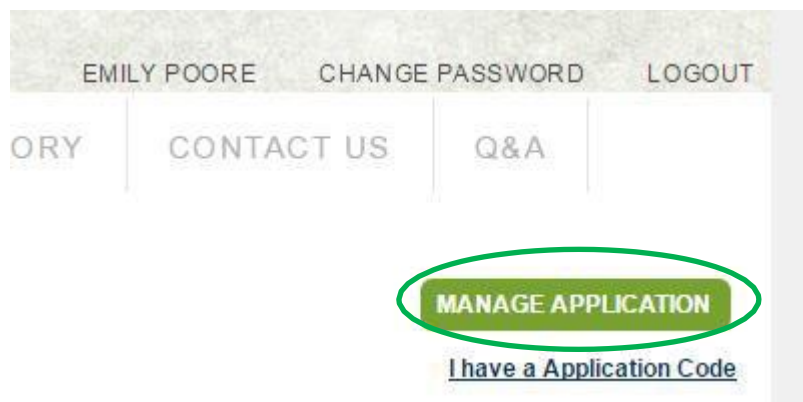 EMILY POORE CHANGE PASSWORD LOGOUT
ORY CONTACT US Q&A
MANAGE APPLICATION
I have a Application Code